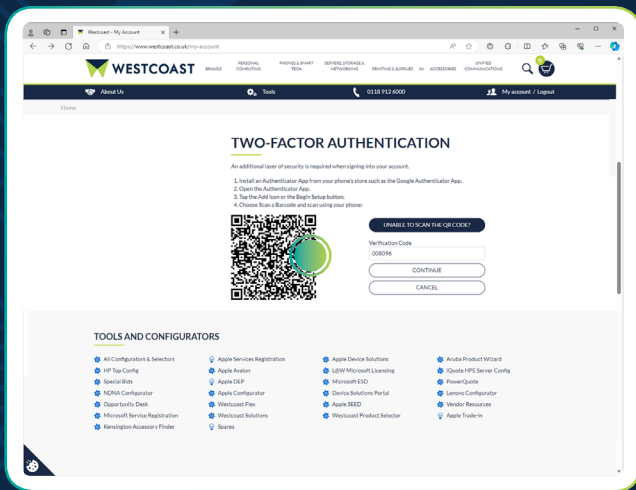 Westcoast - My Account
https://www.westcoast.co.uk/my-account
WESTCOAST
BRANDS
PERSONAL COMPUTING
PHONES & SMART TECH
SERVERS, STORAGE & NETWORKING
PRINTING & SUPPLIES
AV
ACCESSORIES
UNIFIED COMMUNICATIONS
0
About Us
Tools
0118 912 6000
My account / Logout
Home
TWO-FACTOR AUTHENTICATION
An additional layer of security is required when signing into your account.
1. Install an Authenticator App from your phone's store such as the Google Authenticator App.
2. Open the Authenticator App.
3. Tap the Add Icon or the Begin Setup button.
4. Choose Scan a Barcode and scan using your phone:
UNABLE TO SCAN THE QR CODE?
Verification Code
008096
CONTINUE
CANCEL
TOOLS AND CONFIGURATORS
All Configurators & Selectors
HP Top Config
Special Bids
NDNA Configurator
Opportunity Desk
Microsoft Service Registration
Kensington Accessory Finder
Apple Services Registration
Apple Avalon
Apple DEP
Apple Configurator
Westcoast Flex
Westcoast Solutions
Spares
Apple Device Solutions
L@W Microsoft Licensing
Microsoft ESD
Device Solutions Portal
Apple SEED
Westcoast Product Selector
Aruba Product Wizard
iQuote HPE Server Config
PowerQuote
Lenovo Configurator
Vendor Resources
Apple Trade-in